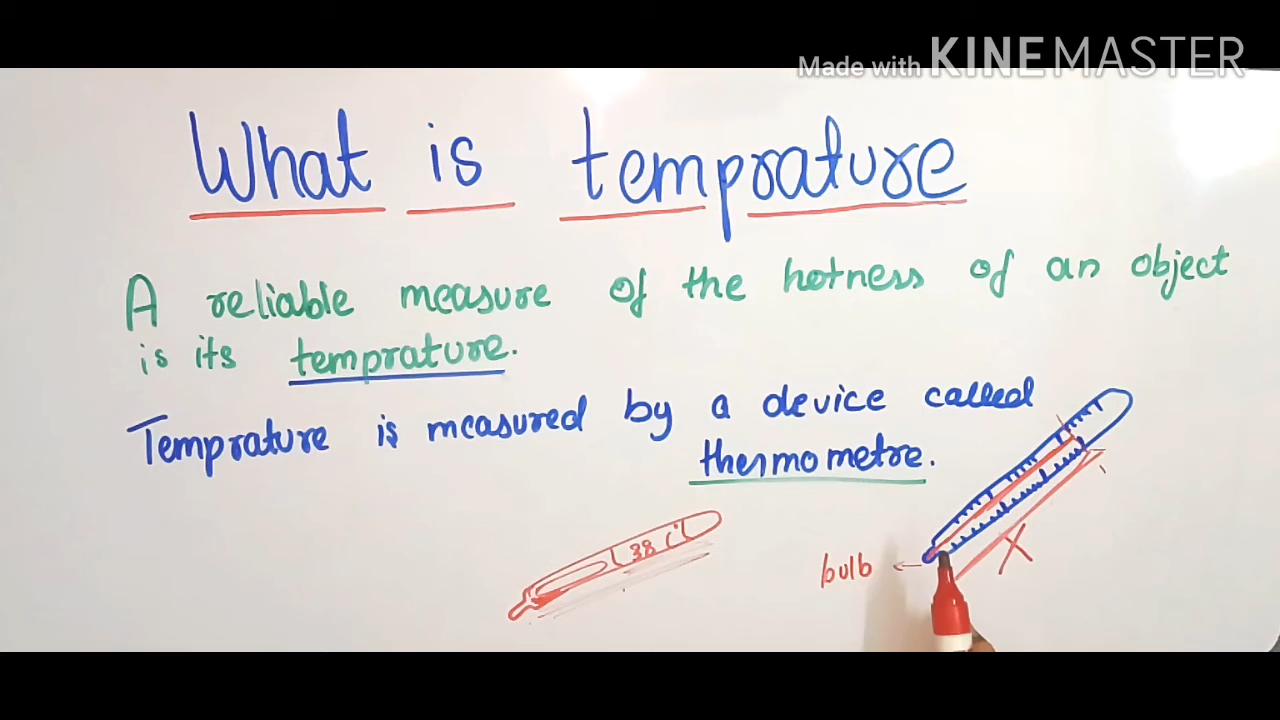 Made with KINEMASTER
What is temprature
A reliable measure of the hotness of an object
is its temprature.
Temprature is measured by a device called
thermometre.
38 c
bulb
X